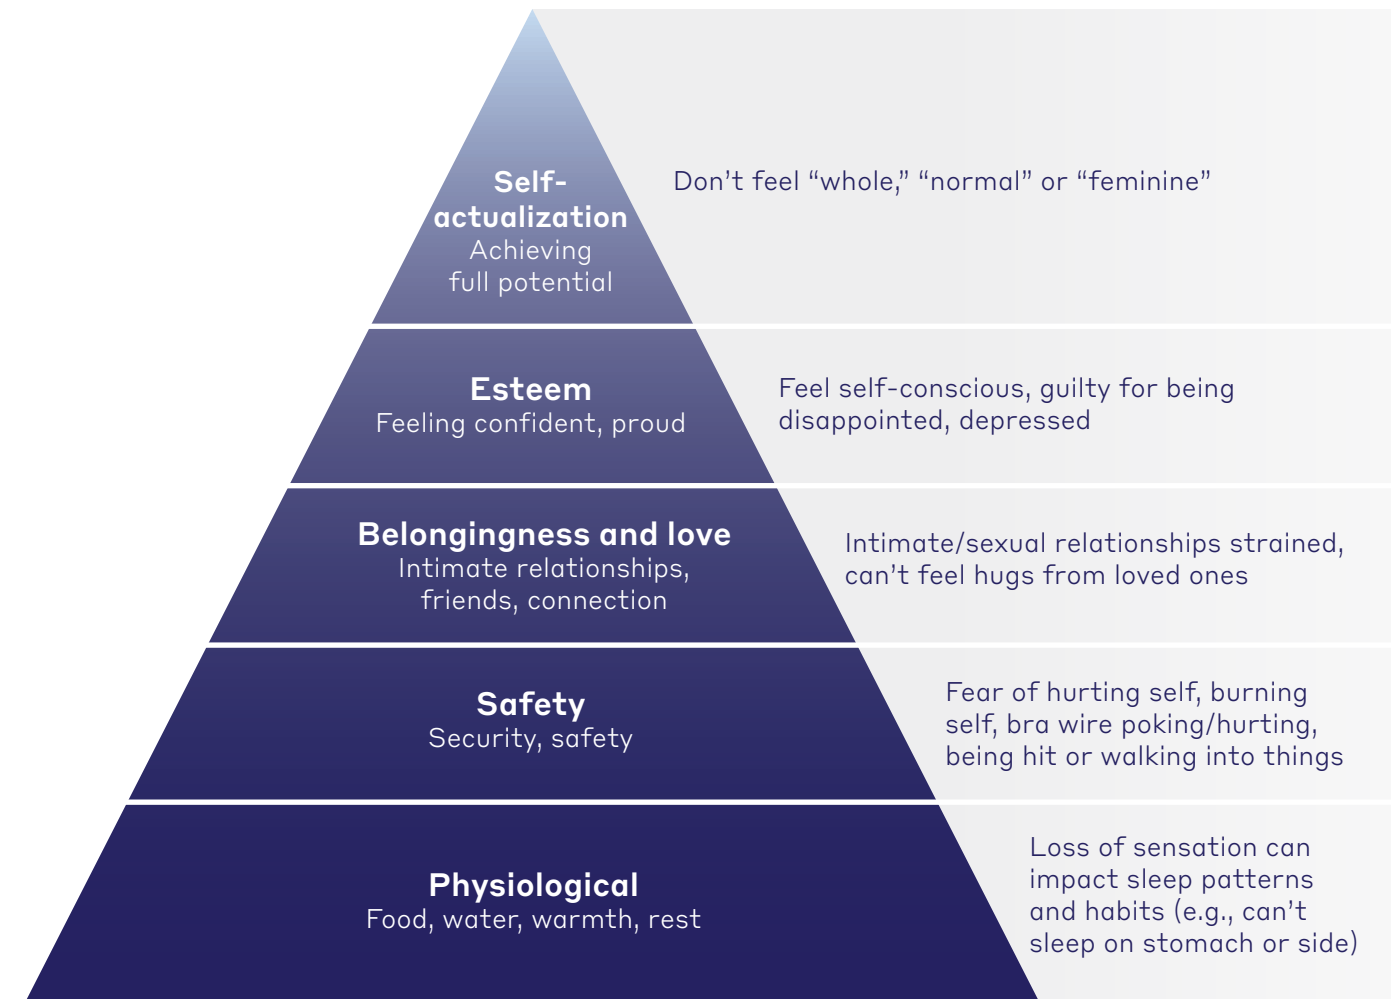 Self-
actualization
Achieving
full potential
Don’t feel “whole,” “normal” or “feminine”
Esteem
Feeling confident, proud
Feel self-conscious, guilty for being
disappointed, depressed
Belongingness and love
Intimate relationships,
friends, connection
Intimate/sexual relationships strained,
can’t feel hugs from loved ones
Safety
Security, safety
Fear of hurting self, burning
self, bra wire poking/hurting,
being hit or walking into things
Physiological
Food, water, warmth, rest
Loss of sensation can
impact sleep patterns
and habits (e.g., can’t
sleep on stomach or side)